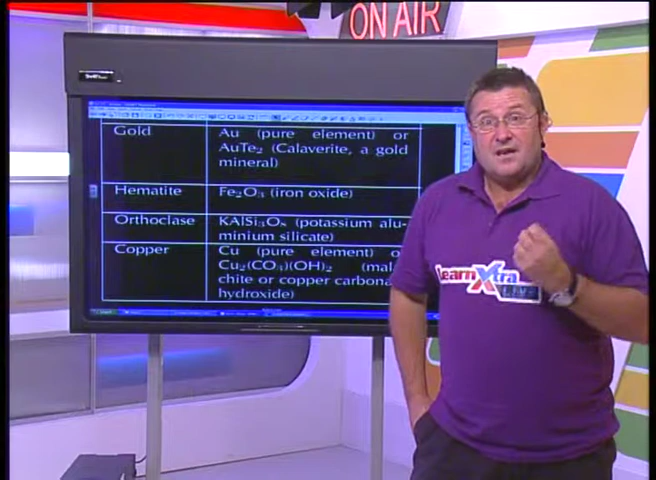 ON AIR
Gold
Au (pure element) or
AuTe₂ (Calaverite, a gold
mineral)
Hematite
Fe₂O₃ (iron oxide)
Orthoclase
KAlSi₃O₈ (potassium alu-
minium silicate)
Copper
Cu (pure element) or
Cu₂(CO₃)(OH)₂ (mala
chite or copper carbona
hydroxide)
learn Xtra
LIVE